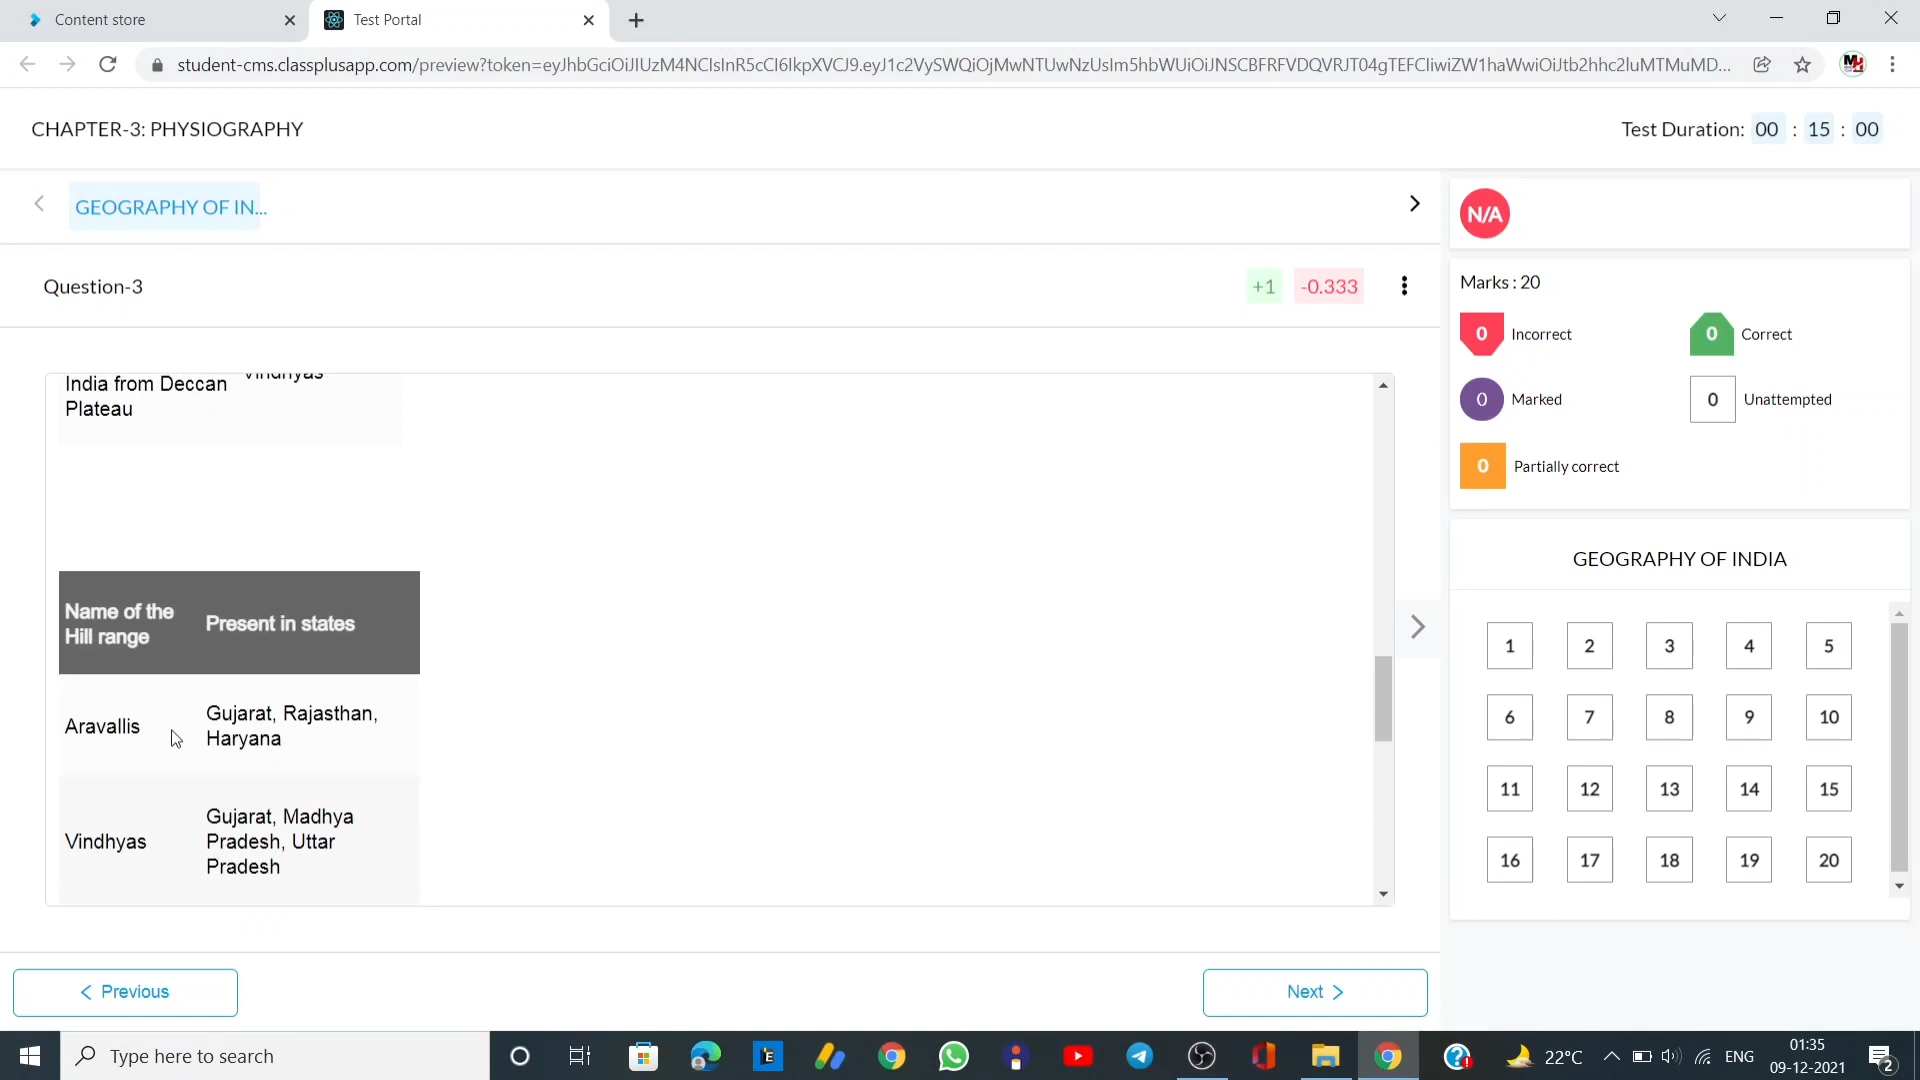 Content store
Test Portal
student-cms.classplusapp.com/preview?token=
CHAPTER-3: PHYSIOGRAPHY
Test Duration: 00 : 15 : 00
GEOGRAPHY OF IN...
N/A
Question-3
+1 -0.333
Marks : 20
0 Incorrect
0 Correct
0 Marked
0 Unattempted
0 Partially correct
India from Deccan Vindhyas
Plateau
Name of the
Hill range
Present in states
Aravallis
Gujarat, Rajasthan,
Haryana
Vindhyas
Gujarat, Madhya
Pradesh, Uttar
Pradesh
GEOGRAPHY OF INDIA
1 2 3 4 5
6 7 8 9 10
11 12 13 14 15
16 17 18 19 20
Previous
Next
Type here to search
22°C
ENG
01:35
09-12-2021
2